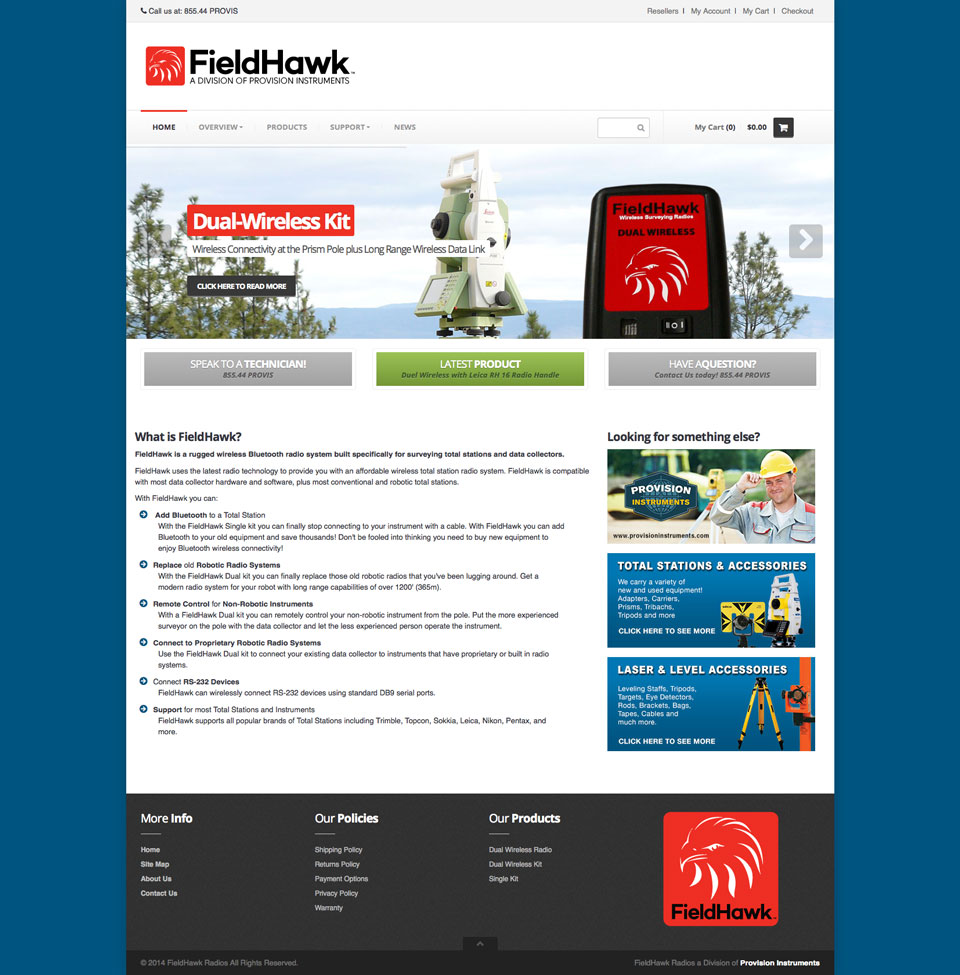 Call us at: 855.44 PROVIS
Resellers | My Account | My Cart | Checkout
FieldHawk™
A DIVISION OF PROVISION INSTRUMENTS
HOME OVERVIEW PRODUCTS SUPPORT NEWS
My Cart (0) $0.00
Dual-Wireless Kit
Wireless Connectivity at the Prism Pole plus Long Range Wireless Data Link
CLICK HERE TO READ MORE
Leica
FieldHawk
Wireless Surveying Radios
DUAL WIRELESS
SPEAK TO A TECHNICIAN!
855.44 PROVIS
LATEST PRODUCT
Duel Wireless with Leica RH 16 Radio Handle
HAVE AQUESTION?
Contact Us today! 855.44 PROVIS
What is FieldHawk?
FieldHawk is a rugged wireless Bluetooth radio system built specifically for surveying total stations and data collectors.
FieldHawk uses the latest radio technology to provide you with an affordable wireless total station radio system. FieldHawk is compatible
with most data collector hardware and software, plus most conventional and robotic total stations.
With FieldHawk you can:
Add Bluetooth to a Total Station
With the FieldHawk Single kit you can finally stop connecting to your instrument with a cable. With FieldHawk you can add
Bluetooth to your old equipment and save thousands! Don't be fooled into thinking you need to buy new equipment to
enjoy Bluetooth wireless connectivity!
Replace old Robotic Radio Systems
With the FieldHawk Dual kit you can finally replace those old robotic radios that you've been lugging around. Get a
modern radio system for your robot with long range capabilities of over 1200' (365m).
Remote Control for Non-Robotic Instruments
With a FieldHawk Dual kit you can remotely control your non-robotic instrument from the pole. Put the more experienced
surveyor on the pole with the data collector and let the less experienced person operate the instrument.
Connect to Proprietary Robotic Radio Systems
Use the FieldHawk Dual kit to connect your existing data collector to instruments that have proprietary or built in radio
systems.
Connect RS-232 Devices
FieldHawk can wirelessly connect RS-232 devices using standard DB9 serial ports.
Support for most Total Stations and Instruments
FieldHawk supports all popular brands of Total Stations including Trimble, Topcon, Sokkia, Leica, Nikon, Pentax, and
more.
Looking for something else?
PROVISION
INSTRUMENTS
www.provisioninstruments.com
TOTAL STATIONS & ACCESSORIES
We carry a variety of
new and used equipment!
Adapters, Carriers,
Prisms, Tribachs,
Tripods and more
CLICK HERE TO SEE MORE
LASER & LEVEL ACCESSORIES
Leveling Staffs, Tripods,
Targets, Eye Detectors,
Rods, Brackets, Bags,
Tapes, Cables and
much more.
CLICK HERE TO SEE MORE
More Info
Home
Site Map
About Us
Contact Us
Our Policies
Shipping Policy
Returns Policy
Payment Options
Privacy Policy
Warranty
Our Products
Dual Wireless Radio
Dual Wireless Kit
Single Kit
FieldHawk™
© 2014 FieldHawk Radios All Rights Reserved.
FieldHawk Radios a Division of Provision Instruments